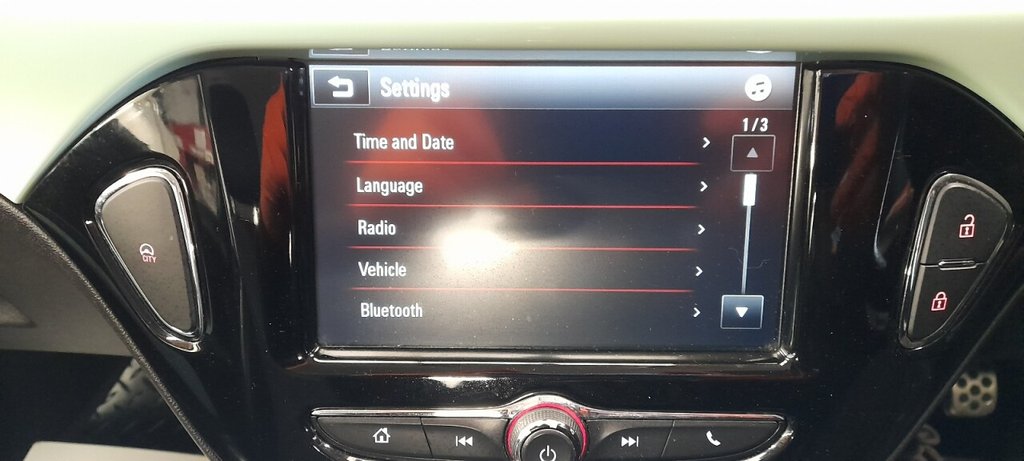 Settings
1/3
Time and Date
Language
Radio
Vehicle
Bluetooth
CITY